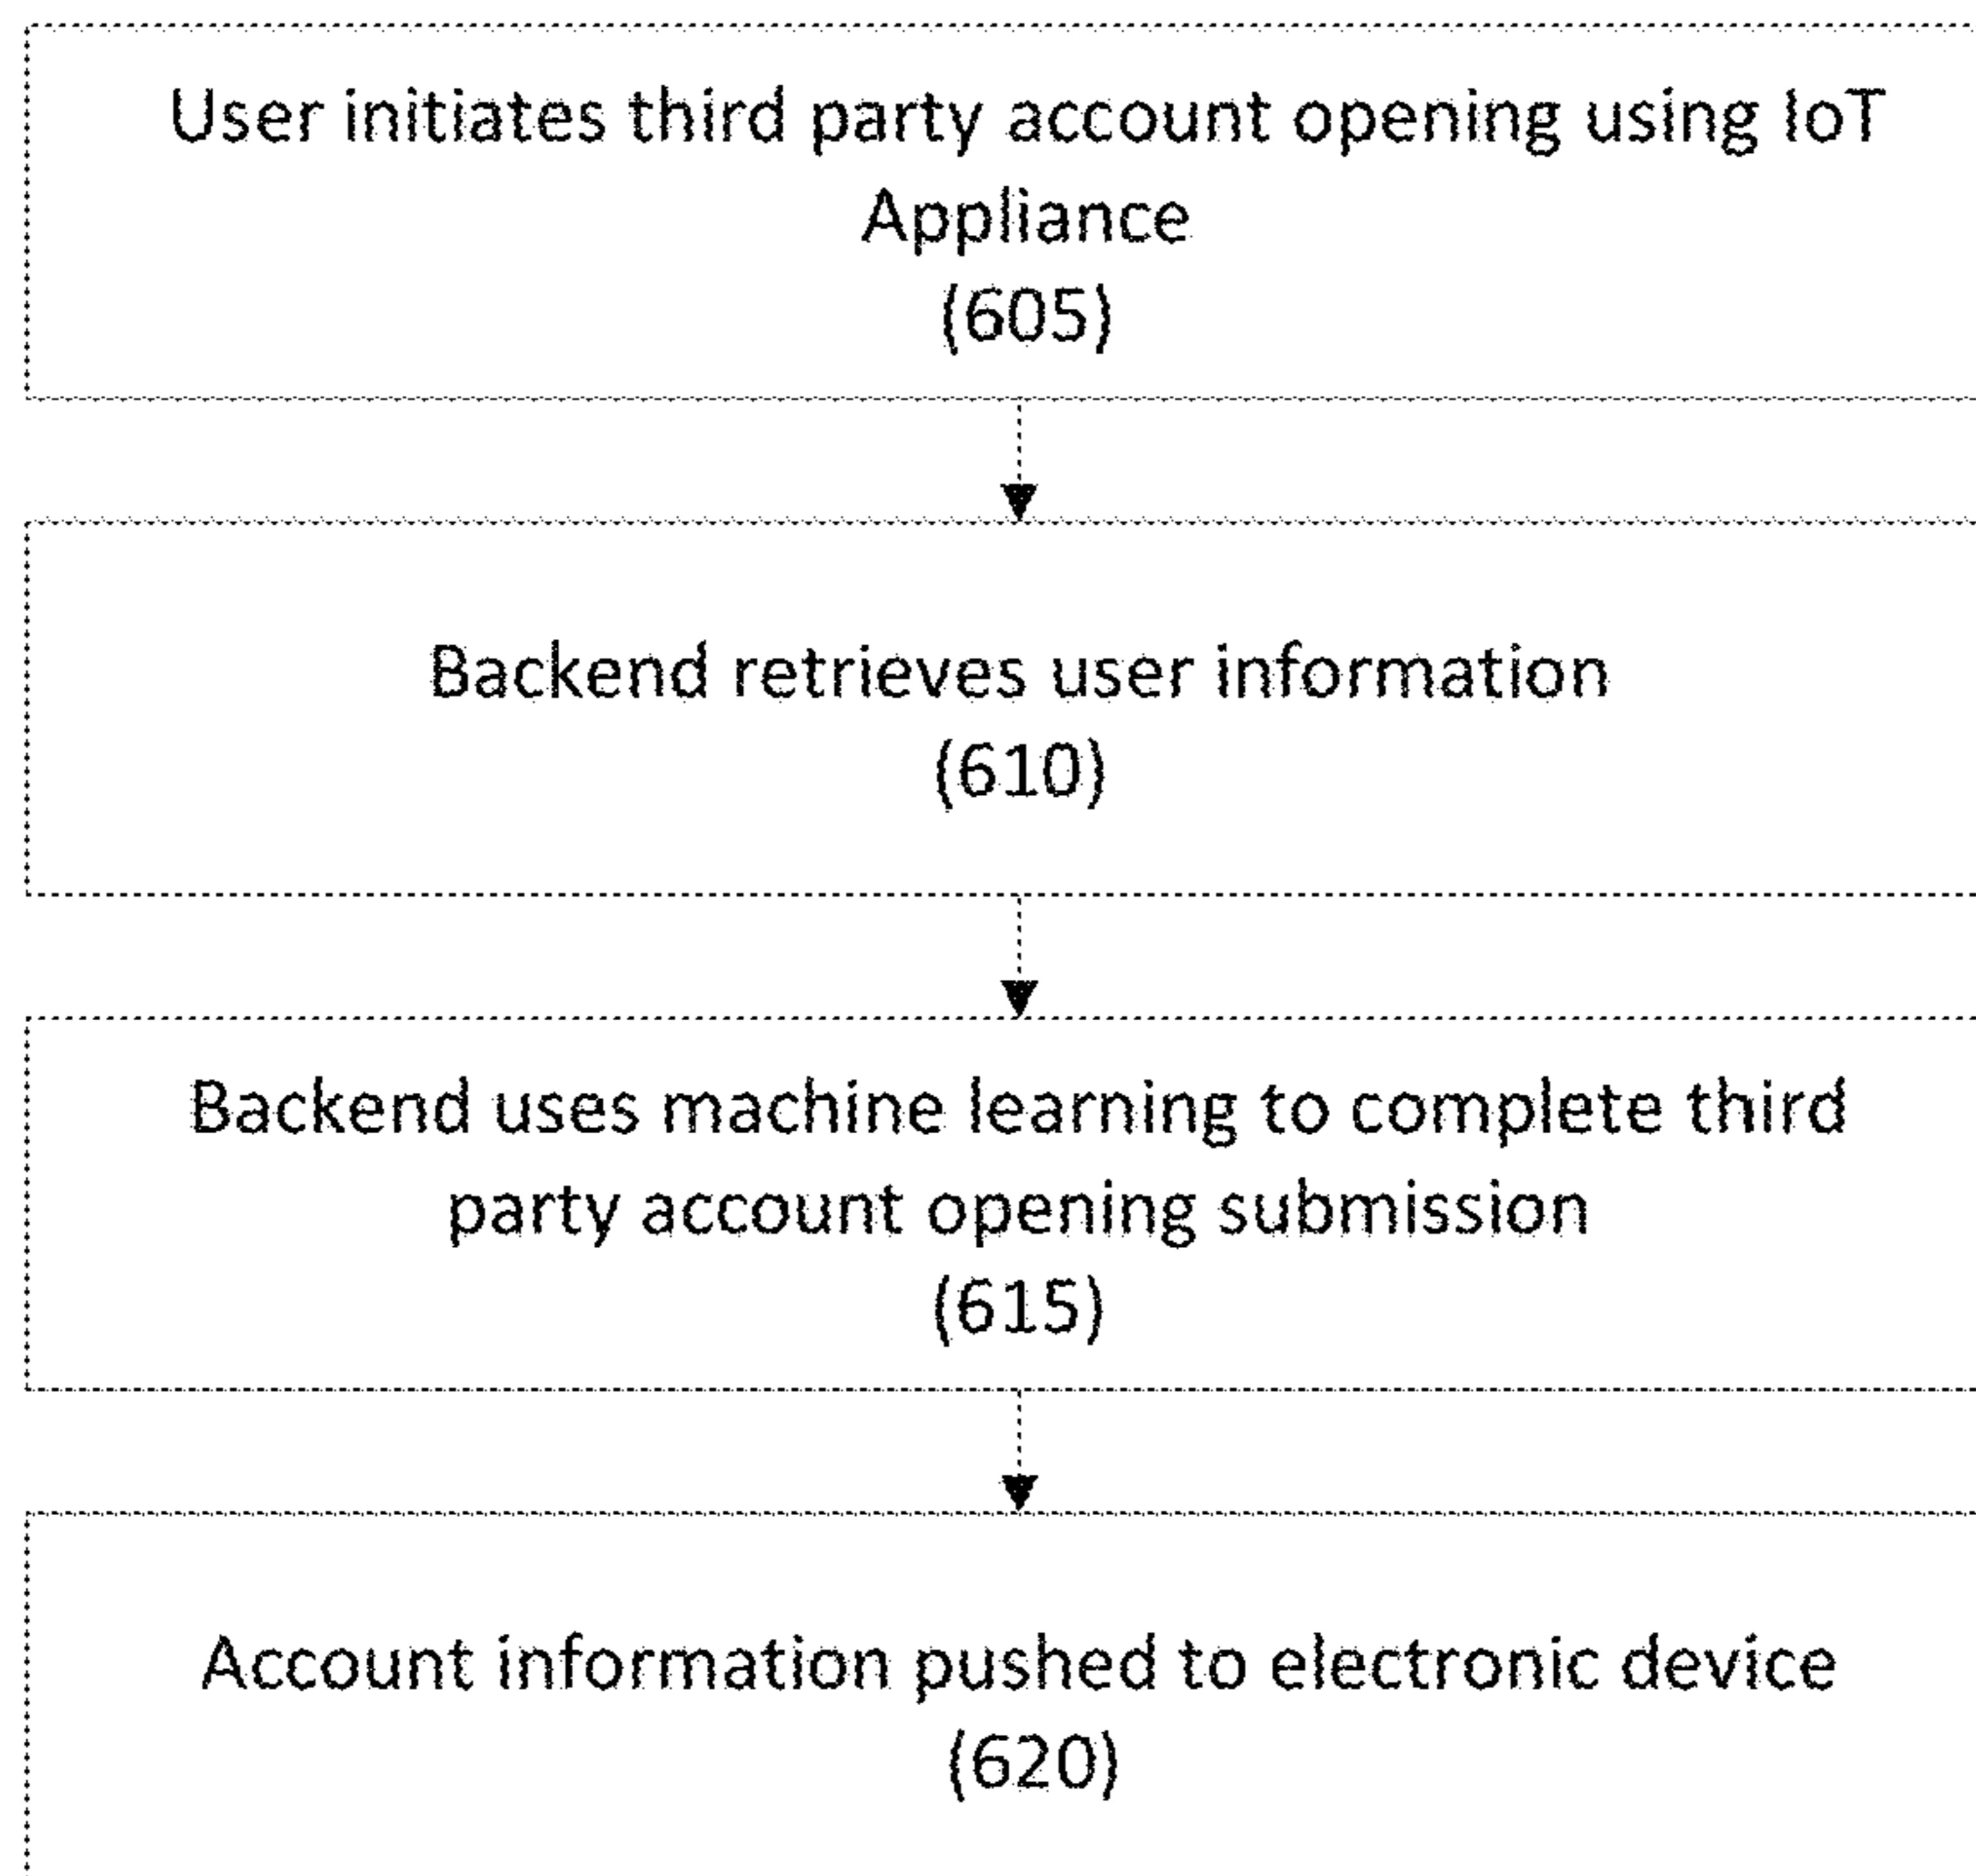 User initiates third party account opening using IoT
Appliance
(605)
Backend retrieves user information
(610)
Backend uses machine learning to complete third
party account opening submission
(615)
Account information pushed to electronic device
(620)